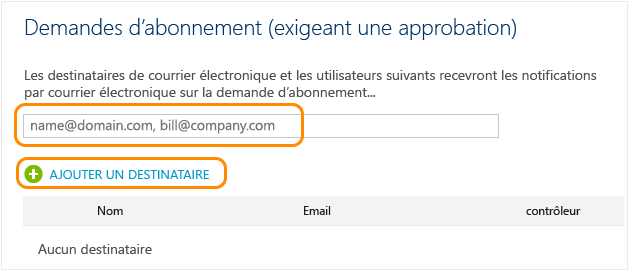 Demandes d’abonnement (exigeant une approbation)
Les destinataires de courrier électronique et les utilisateurs suivants recevront les notifications
par courrier électronique sur la demande d’abonnement...
name@domain.com, bill@company.com
AJOUTER UN DESTINATAIRE
Nom Email contrôleur
Aucun destinataire